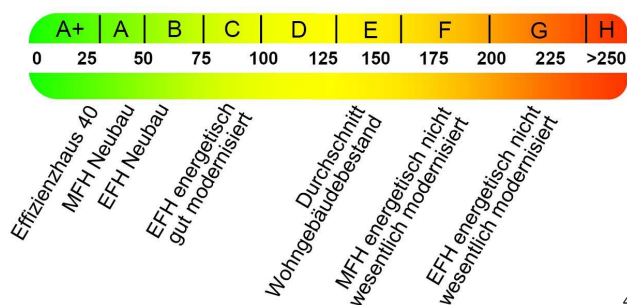 A+ A B C D E F G H
0 25 50 75 100 125 150 175 200 225 >250
Effizienzhaus 40
MFH Neubau
EFH Neubau
EFH energetisch
gut modernisiert
Durchschnitt
Wohngebäudebestand
MFH energetisch nicht
wesentlich modernisiert
EFH energetisch nicht
wesentlich modernisiert